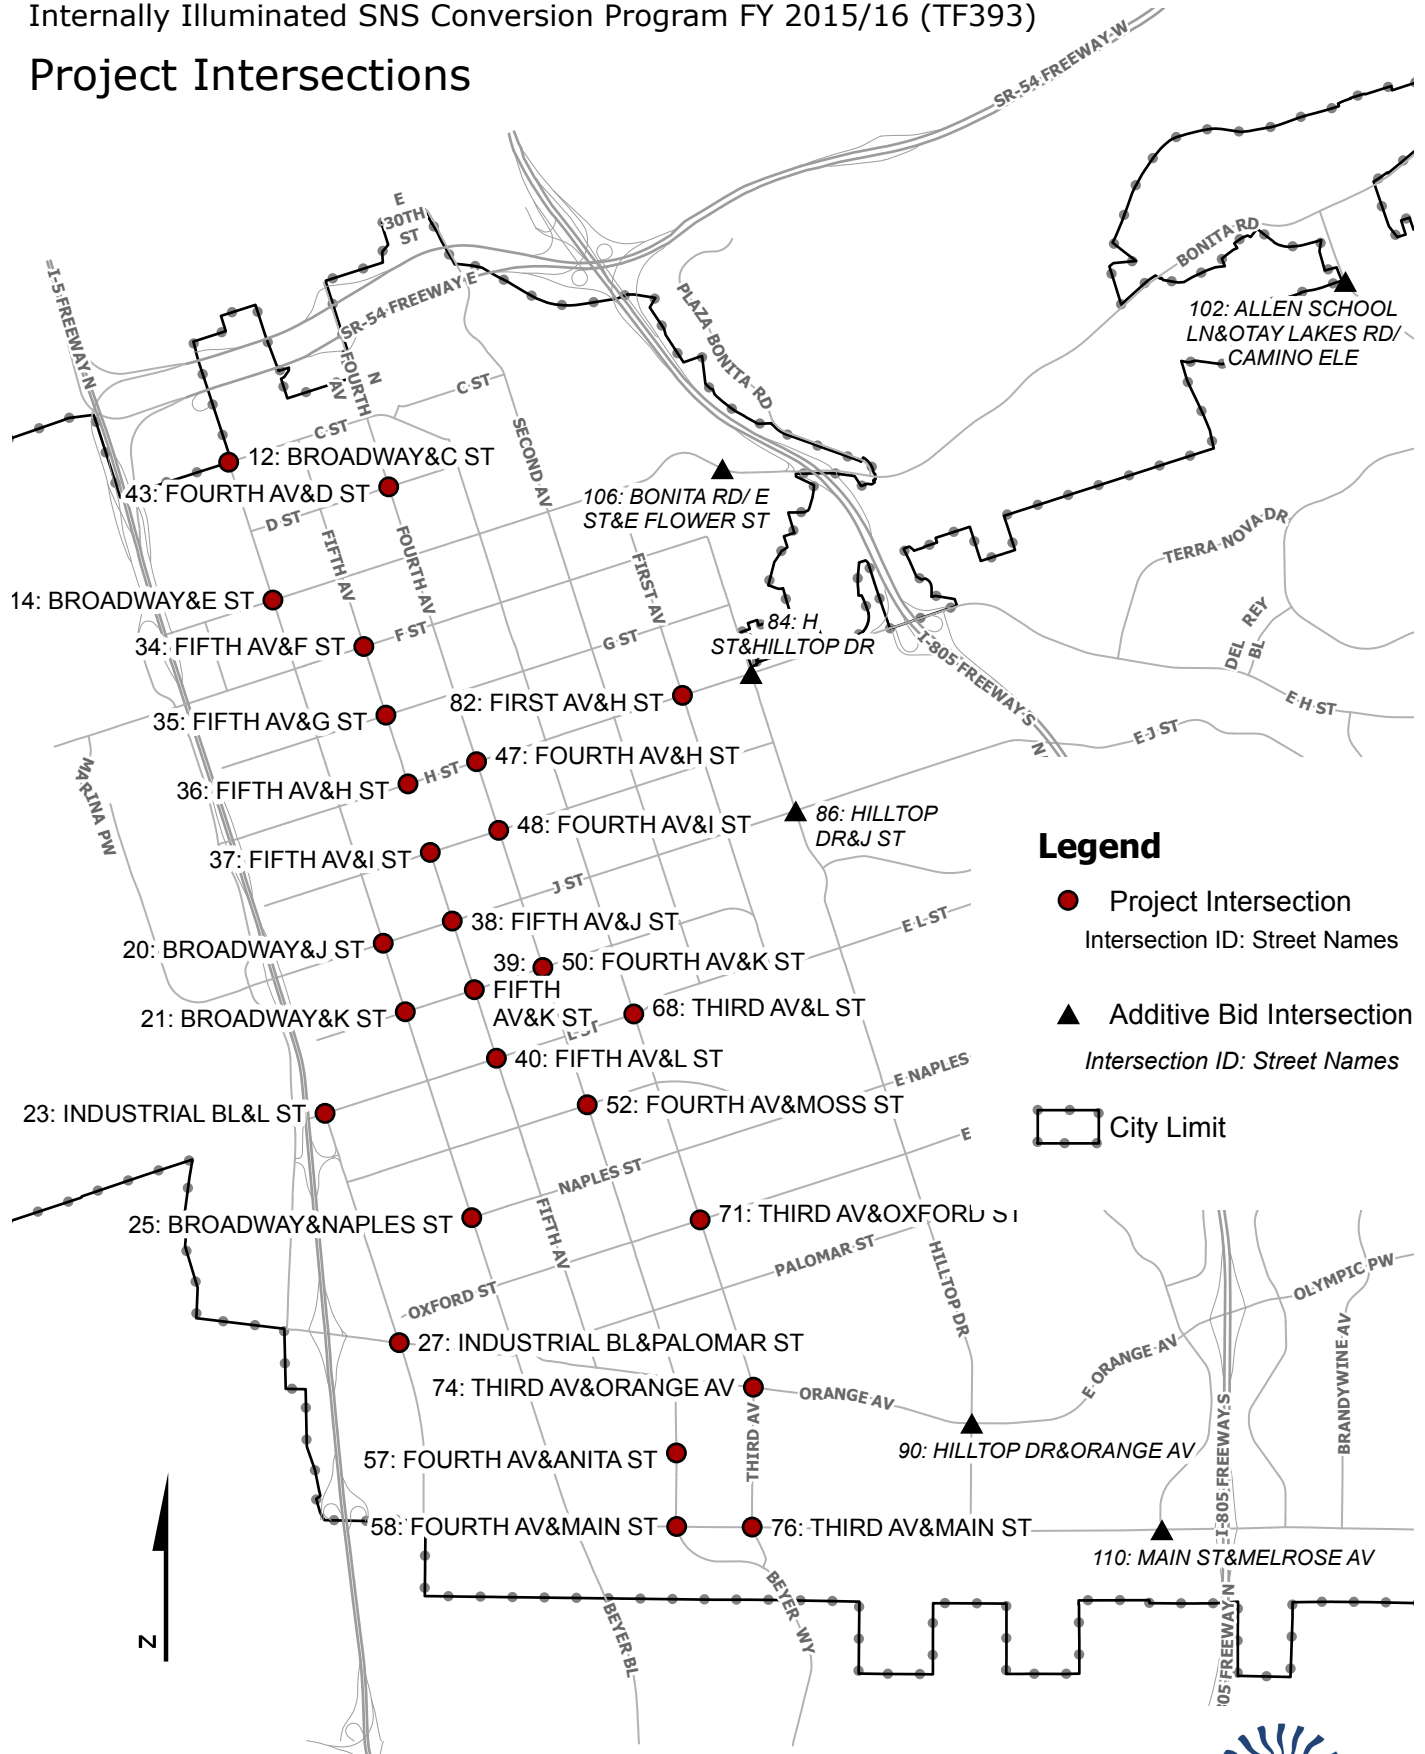 Internally Illuminated SNS Conversion Program FY 2015/16 (TF393)
Project Intersections
SR-54 FREEWAY W
E
30TH
ST
BONITA RD
I-5 FREEWAY N
SR-54 FREEWAY E
PLAZA BONITA RD
102: ALLEN SCHOOL
LN&OTAY LAKES RD/
CAMINO ELE
N
FOURTH
AV
C ST
C ST
SECOND AV
12: BROADWAY&C ST
43: FOURTH AV&D ST
D ST
106: BONITA RD/ E
ST&E FLOWER ST
FIFTH AV
FOURTH AV
FIRST AV
TERRA NOVA DR
14: BROADWAY&E ST
34: FIFTH AV&F ST
F ST
G ST
84: H
ST&HILLTOP DR
DEL REY
BL
I-805 FREEWAY S
N
E H ST
82: FIRST AV&H ST
35: FIFTH AV&G ST
E J ST
47: FOURTH AV&H ST
H ST
36: FIFTH AV&H ST
MARINA PW
48: FOURTH AV&I ST
86: HILLTOP
DR&J ST
37: FIFTH AV&I ST
J ST
Legend
Project Intersection
Intersection ID: Street Names
38: FIFTH AV&J ST
E L ST
20: BROADWAY&J ST
39:
FIFTH
AV&K ST
50: FOURTH AV&K ST
21: BROADWAY&K ST
68: THIRD AV&L ST
L ST
Additive Bid Intersection
Intersection ID: Street Names
40: FIFTH AV&L ST
E NAPLES
23: INDUSTRIAL BL&L ST
52: FOURTH AV&MOSS ST
City Limit
E
NAPLES ST
25: BROADWAY&NAPLES ST
71: THIRD AV&OXFORD ST
FIFTH AV
PALOMAR ST
HILLTOP DR
OLYMPIC PW
OXFORD ST
27: INDUSTRIAL BL&PALOMAR ST
E ORANGE AV
BRANDYWINE AV
74: THIRD AV&ORANGE AV
ORANGE AV
THIRD AV
90: HILLTOP DR&ORANGE AV
I-805 FREEWAY S
57: FOURTH AV&ANITA ST
58: FOURTH AV&MAIN ST
76: THIRD AV&MAIN ST
110: MAIN ST&MELROSE AV
BEYER WY
BEYER BL
05 FREEWAY N
N